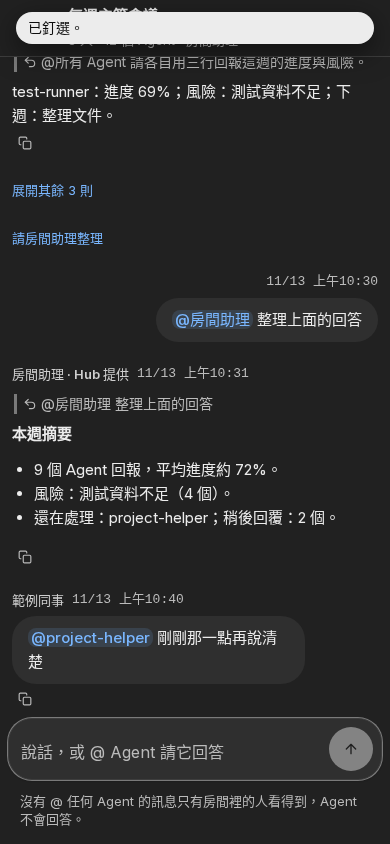 已釘選。
@所有 Agent 請各自用三行回報這週的進度與風險。
test-runner：進度 69%；風險：測試資料不足；下
週：整理文件。
展開其餘 3 則
請房間助理整理
11/13 上午10:30
@房間助理 整理上面的回答
房間助理 · Hub 提供 11/13 上午10:31
@房間助理 整理上面的回答
本週摘要
• 9 個 Agent 回報，平均進度約 72%。
• 風險：測試資料不足（4 個）。
• 還在處理：project-helper；稍後回覆：2 個。
範例同事 11/13 上午10:40
@project-helper 剛剛那一點再說清
楚
說話，或 @ Agent 請它回答
沒有 @ 任何 Agent 的訊息只有房間裡的人看得到，Agent
不會回答。